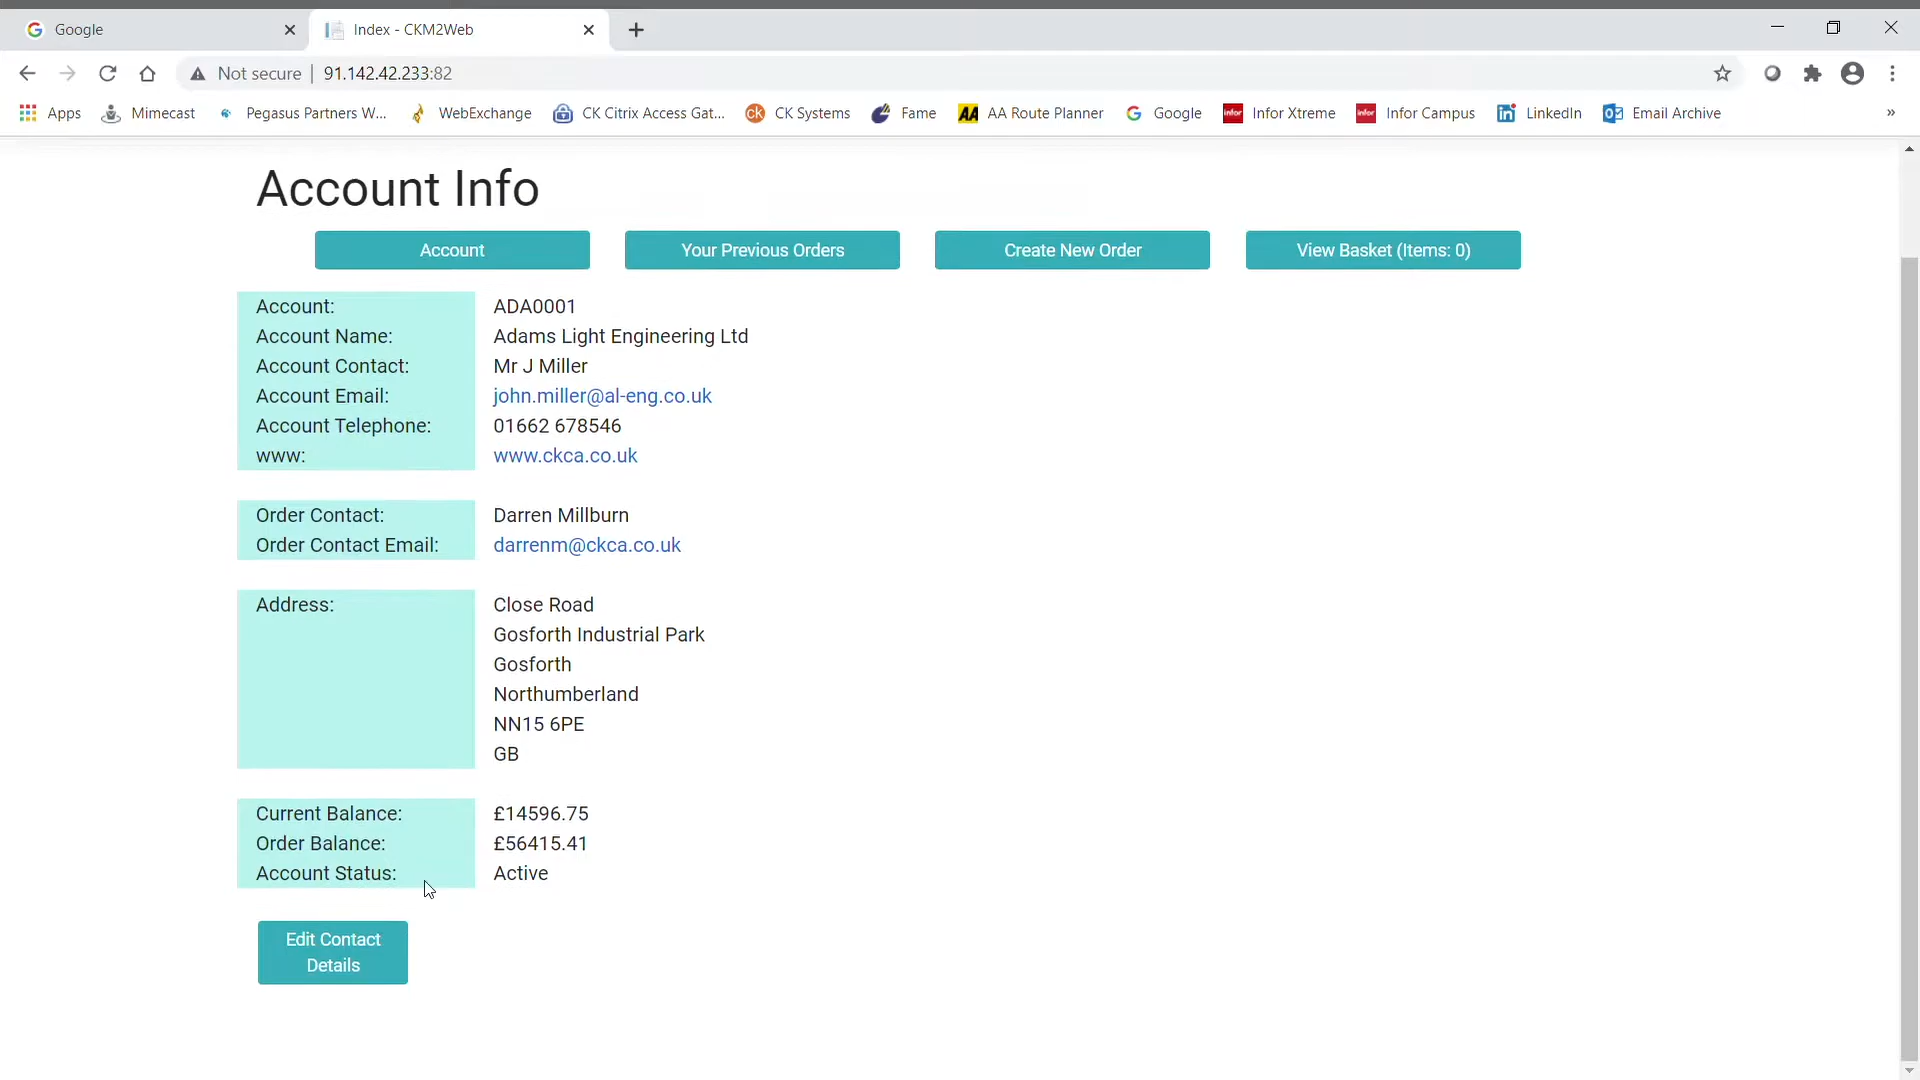 Google
Index - CKM2Web
Not secure | 91.142.42.233:82
Apps
Mimecast
Pegasus Partners W...
WebExchange
CK Citrix Access Gat...
ck
CK Systems
Fame
AA
AA Route Planner
Google
infor
Infor Xtreme
infor
Infor Campus
in
LinkedIn
Email Archive
»
Account Info
Account
Your Previous Orders
Create New Order
View Basket (Items: 0)
Account: ADA0001
Account Name: Adams Light Engineering Ltd
Account Contact: Mr J Miller
Account Email: john.miller@al-eng.co.uk
Account Telephone: 01662 678546
www: www.ckca.co.uk
Order Contact: Darren Millburn
Order Contact Email: darrenm@ckca.co.uk
Address: Close Road
Gosforth Industrial Park
Gosforth
Northumberland
NN15 6PE
GB
Current Balance: £14596.75
Order Balance: £56415.41
Account Status: Active
Edit Contact
Details